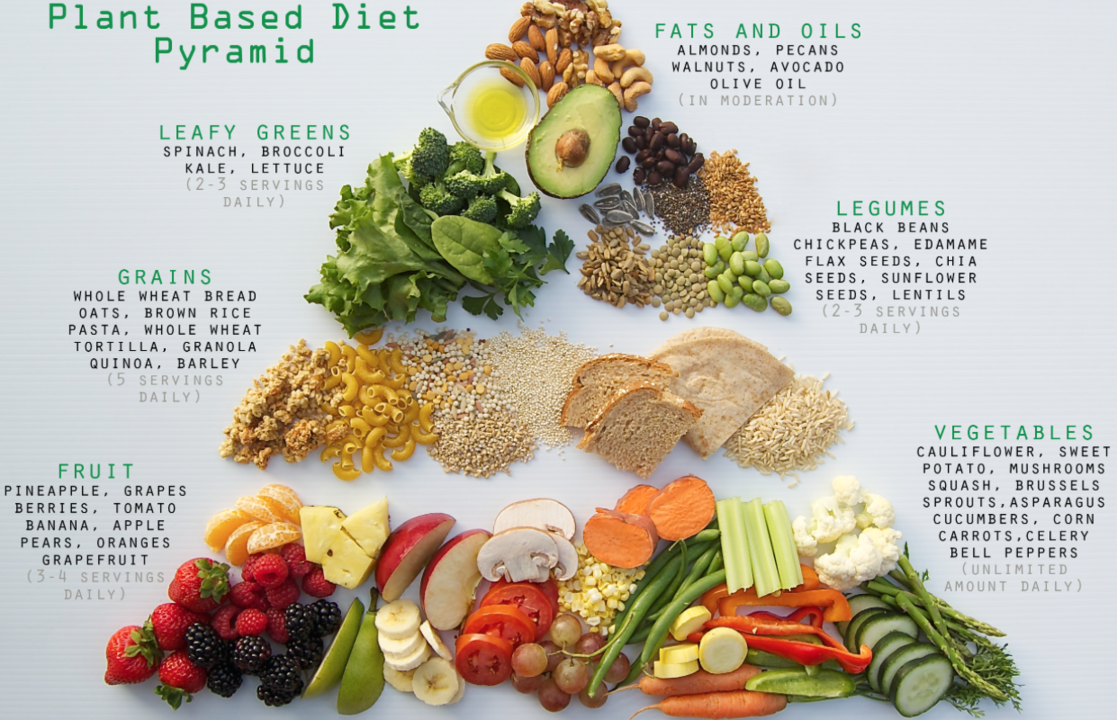 Plant Based Diet
Pyramid
FATS AND OILS
ALMONDS, PECANS
WALNUTS, AVOCADO
OLIVE OIL
(IN MODERATION)
LEAFY GREENS
SPINACH, BROCCOLI
KALE, LETTUCE
(2-3 SERVINGS
DAILY)
LEGUMES
BLACK BEANS
CHICKPEAS, EDAMAME
FLAX SEEDS, CHIA
SEEDS, SUNFLOWER
SEEDS, LENTILS
(2-3 SERVINGS
DAILY)
GRAINS
WHOLE WHEAT BREAD
OATS, BROWN RICE
PASTA, WHOLE WHEAT
TORTILLA, GRANOLA
QUINOA, BARLEY
(5 SERVINGS
DAILY)
VEGETABLES
CAULIFLOWER, SWEET
POTATO, MUSHROOMS
SQUASH, BRUSSELS
SPROUTS,ASPARAGUS
CUCUMBERS, CORN
CARROTS,CELERY
BELL PEPPERS
(UNLIMITED
AMOUNT DAILY)
FRUIT
PINEAPPLE, GRAPES
BERRIES, TOMATO
BANANA, APPLE
PEARS, ORANGES
GRAPEFRUIT
(3-4 SERVINGS
DAILY)